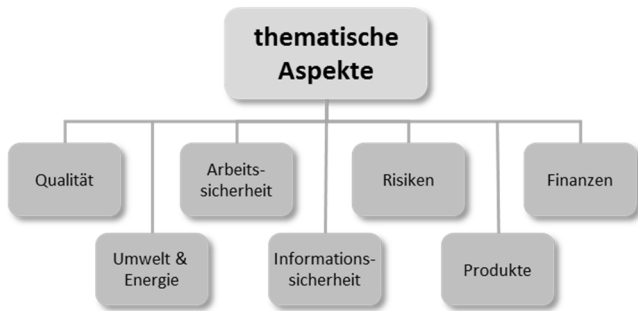 thematische
Aspekte
Qualität
Arbeits-
sicherheit
Risiken
Finanzen
Umwelt &
Energie
Informations-
sicherheit
Produkte